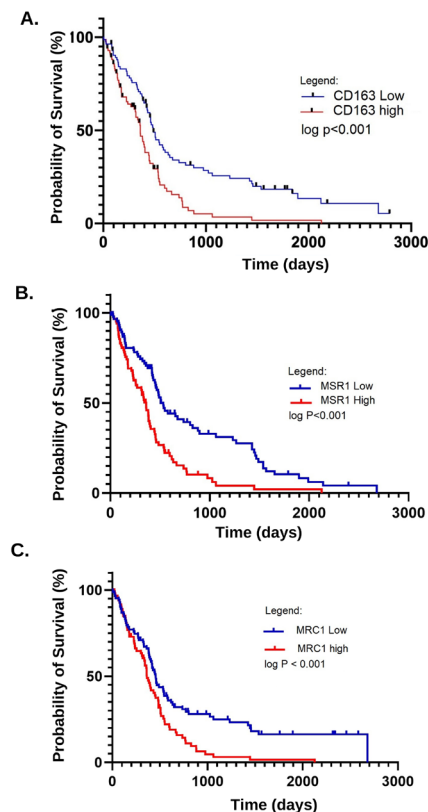 A.
Probability of Survival (%)
100
50
0
0
1000
2000
3000
Time (days)
Legend:
CD163 Low
CD163 high
log p<0.001
B.
Probability of Survival (%)
100
50
0
0
1000
2000
3000
Time (days)
Legend:
MSR1 Low
MSR1 High
log P<0.001
C.
Probability of Survival (%)
100
50
0
0
1000
2000
3000
Time (days)
Legend:
MRC1 Low
MRC1 high
log P < 0.001